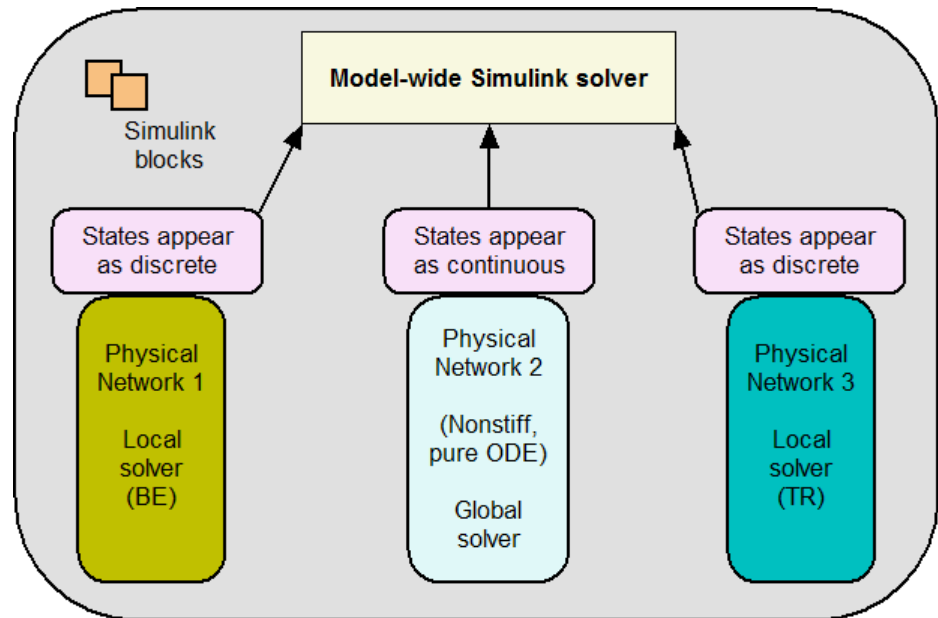 Model-wide Simulink solver
Simulink
blocks
States appear
as discrete
States appear
as continuous
States appear
as discrete
Physical
Network 1
Local
solver
(BE)
Physical
Network 2
(Nonstiff,
pure ODE)
Global
solver
Physical
Network 3
Local
solver
(TR)